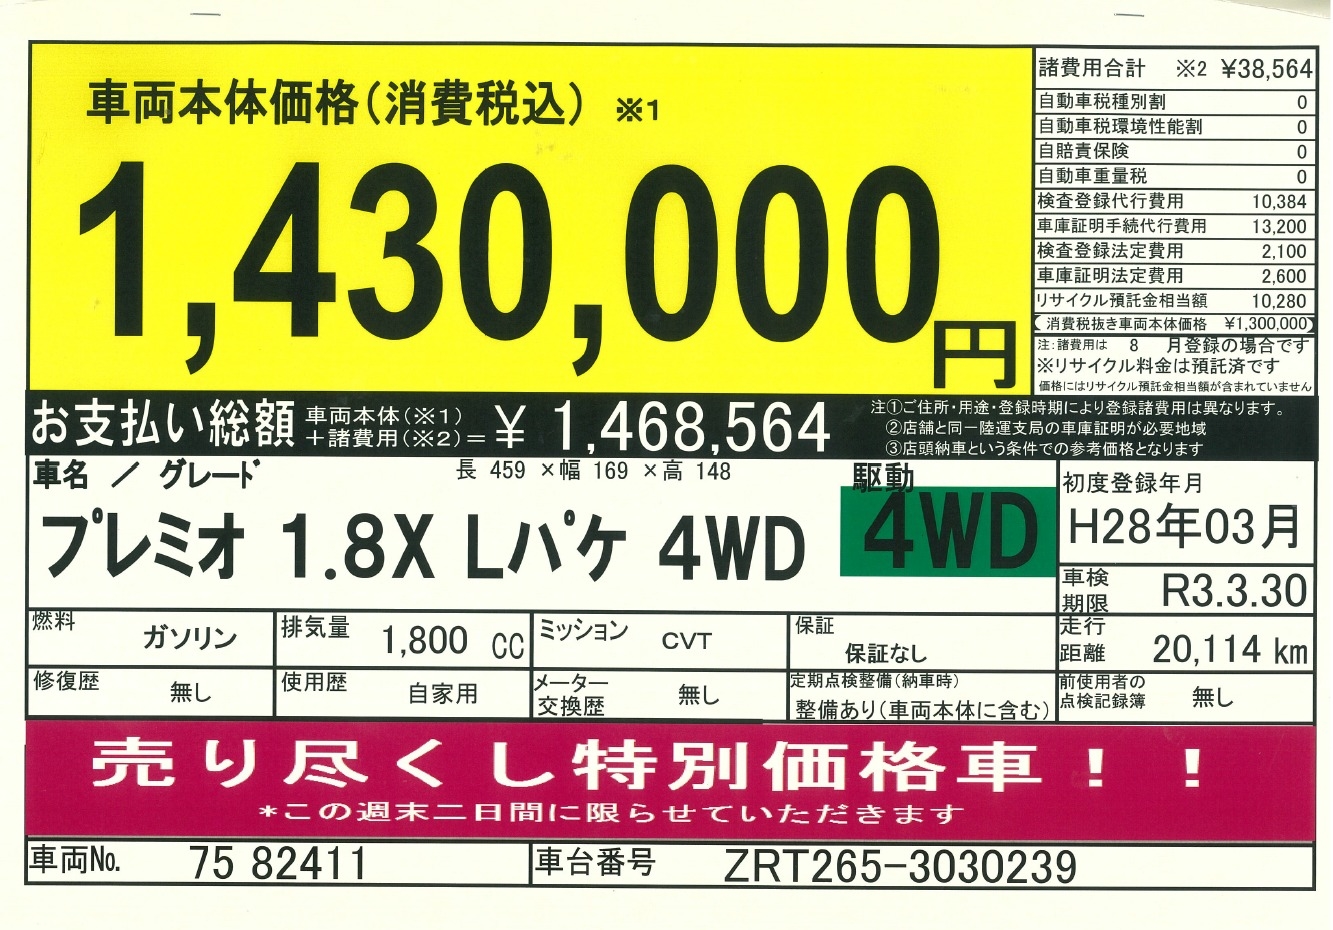 車両本体価格(消費税込) ※1
1,430,000円
諸費用合計 ※2 ¥38,564
自動車税種別割 0
自動車税環境性能割 0
自賠責保険 0
自動車重量税 0
検査登録代行費用 10,384
車庫証明手続代行費用 13,200
検査登録法定費用 2,100
車庫証明法定費用 2,600
リサイクル預託金相当額 10,280
(消費税抜き車両本体価格 ¥1,300,000)
注:諸費用は 8 月登録の場合です
※リサイクル料金は預託済です
価格にはリサイクル預託金相当額が含まれていません
お支払い総額 車両本体(※1)
+諸費用(※2)=¥ 1,468,564
注①ご住所・用途・登録時期により登録諸費用は異なります。
②店舗と同一陸運支局の車庫証明が必要地域
③店頭納車という条件での参考価格となります
車名 / グレード 長 459 ×幅 169 ×高 148
プレミオ 1.8X Lパケ 4WD
駆動
4WD
初度登録年月
H28年03月
車検期限 R3.3.30
燃料 ガソリン
排気量 1,800 CC
ミッション CVT
保証 保証なし
走行距離 20,114 km
修復歴 無し
使用歴 自家用
メーター交換歴 無し
定期点検整備(納車時)
整備あり(車両本体に含む)
前使用者の点検記録簿 無し
売り尽くし特別価格車!!
*この週末二日間に限らせていただきます
車両No. 75 82411
車台番号 ZRT265-3030239